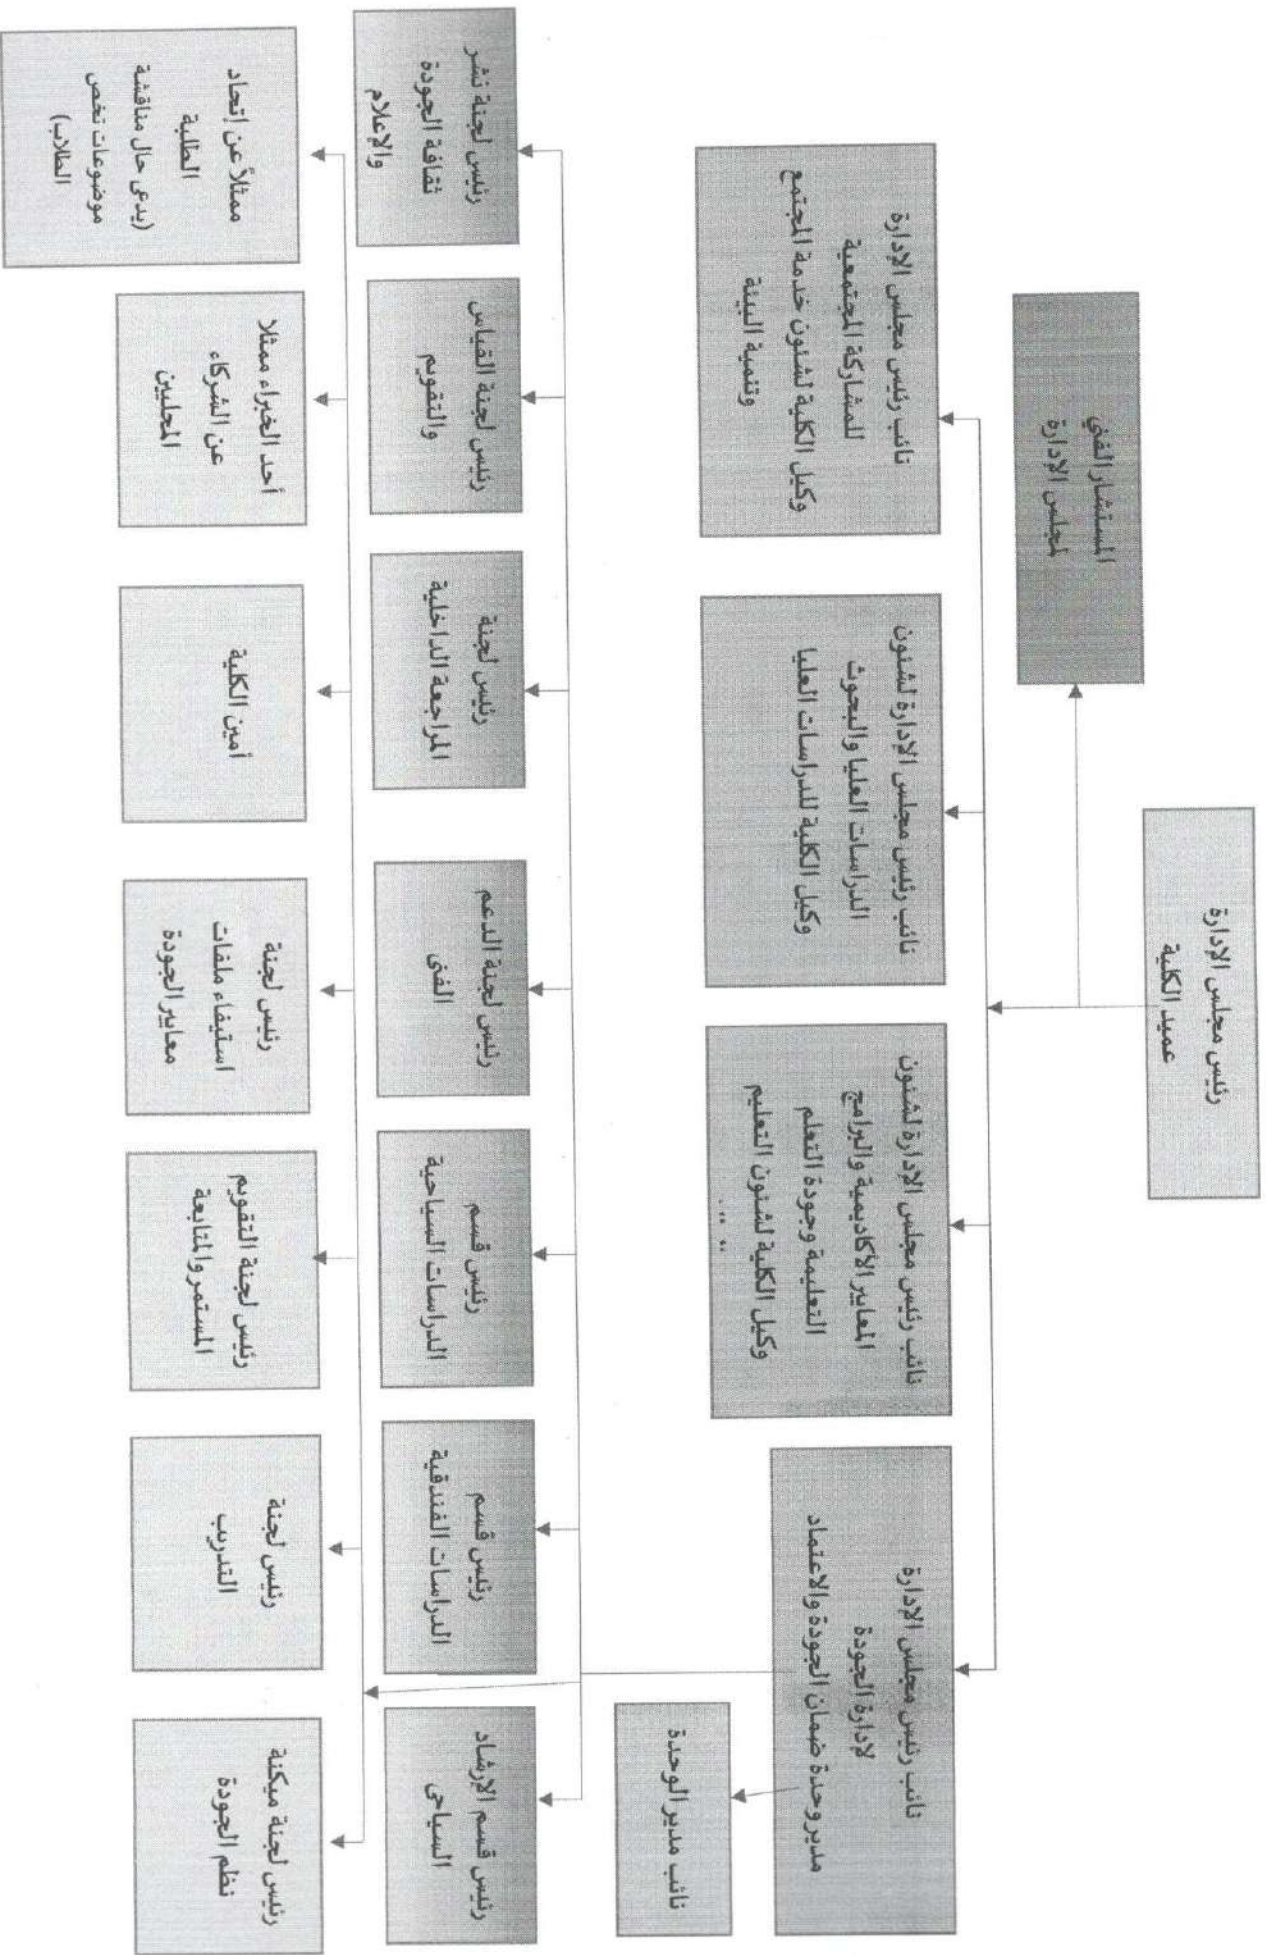 رئيس مجلس الإدارة
عميد الكلية
المستشار الفني
لمجلس الإدارة
نائب رئيس مجلس الإدارة
لإدارة الجودة
مدير وحدة ضمان الجودة والاعتماد
نائب رئيس مجلس الإدارة لشئون
المعايير الأكاديمية والبرامج
التعليمة وجودة التعلم
وكيل الكلية لشئون التعليم
نائب رئيس مجلس الإدارة لشئون
الدراسات العليا والبحوث
وكيل الكلية للدراسات العليا
نائب رئيس مجلس الإدارة
للمشاركة المجتمعية
وكيل الكلية لشئون خدمة المجتمع
وتنمية البيئة
نائب مدير الوحدة
رئيس قسم الإرشاد
السياحى
رئيس قسم
الدراسات الفندقية
رئيس قسم
الدراسات السياحية
رئيس لجنة الدعم
الفنى
رئيس لجنة
المراجعة الداخلية
رئيس لجنة القياس
والتقويم
رئيس لجنة نشر
ثقافة الجودة
والإعلام
رئيس لجنة ميكنة
نظم الجودة
رئيس لجنة
التدريب
رئيس لجنة التقويم
المستمر والمتابعة
رئيس لجنة
استيفاء ملفات
معايير الجودة
أمين الكلية
أحد الخبراء ممثلا
عن الشركاء
المحليين
ممثلاً عن إتحاد
الطلبة
(يدعى حال مناقشة
موضوعات تخص
الطلاب)